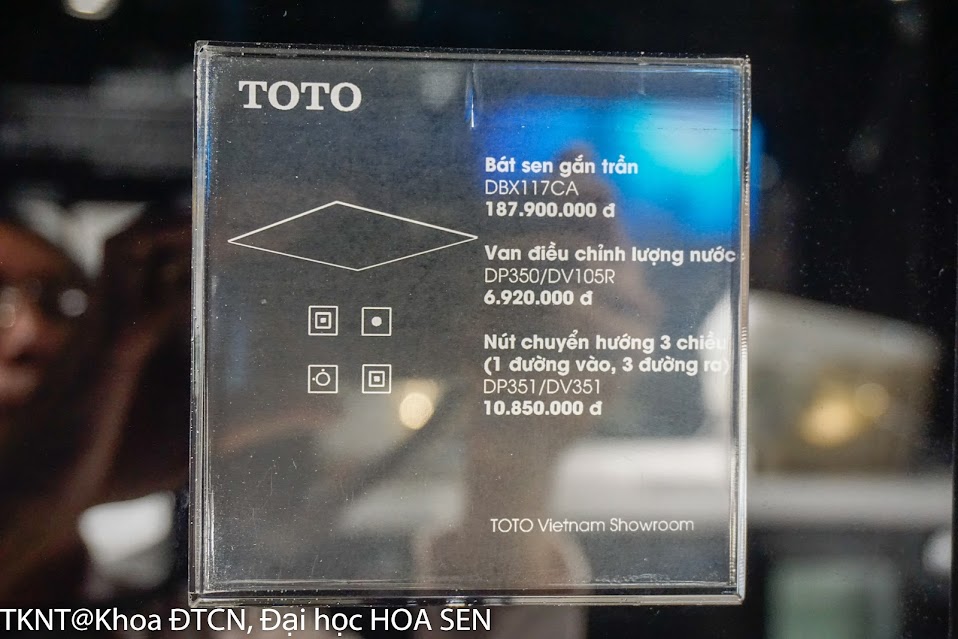 TOTO
Bát sen gắn trần
DBX117CA
187.900.000 đ
Van điều chỉnh lượng nước
DP350/DV105R
6.920.000 đ
Nút chuyển hướng 3 chiều
(1 đường vào, 3 đường ra)
DP351/DV351
10.850.000 đ
TOTO Vietnam Showroom
TKNT@Khoa ĐTCN, Đại học HOA SEN